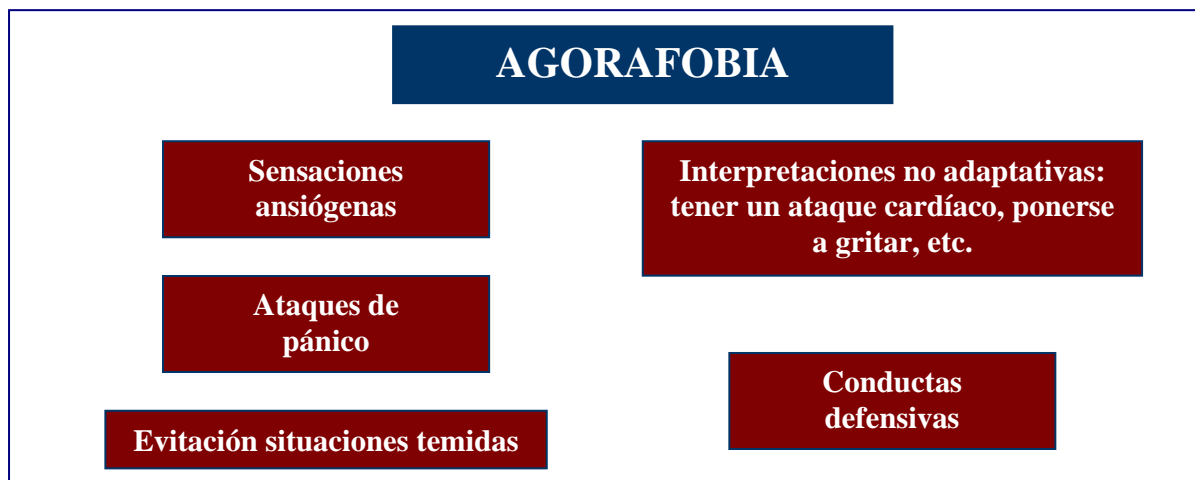 AGORAFOBIA
Sensaciones
ansiógenas
Ataques de
pánico
Evitación situaciones temidas
Interpretaciones no adaptativas:
tener un ataque cardíaco, ponerse
a gritar, etc.
Conductas
defensivas